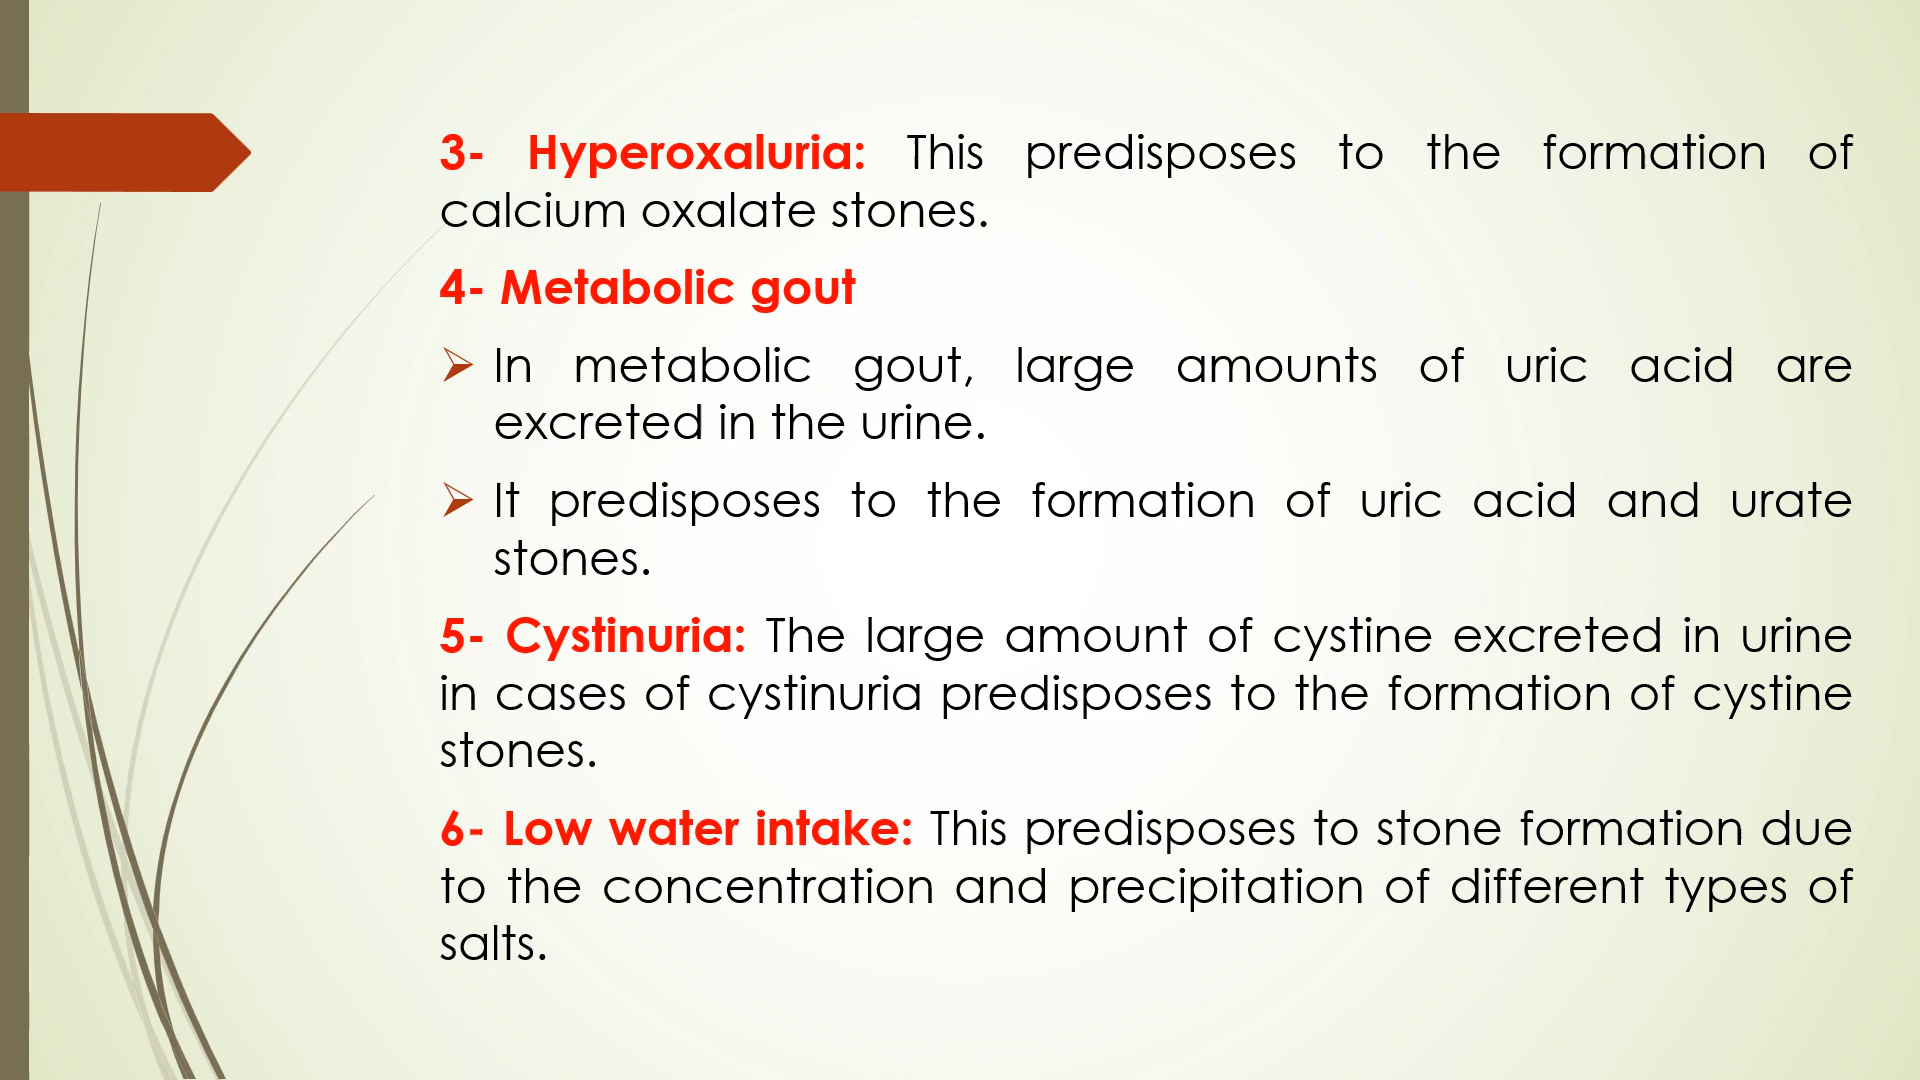 3- Hyperoxaluria: This predisposes to the formation of
calcium oxalate stones.
4- Metabolic gout
In metabolic gout, large amounts of uric acid are
excreted in the urine.
It predisposes to the formation of uric acid and urate
stones.
5- Cystinuria: The large amount of cystine excreted in urine
in cases of cystinuria predisposes to the formation of cystine
stones.
6- Low water intake: This predisposes to stone formation due
to the concentration and precipitation of different types of
salts.